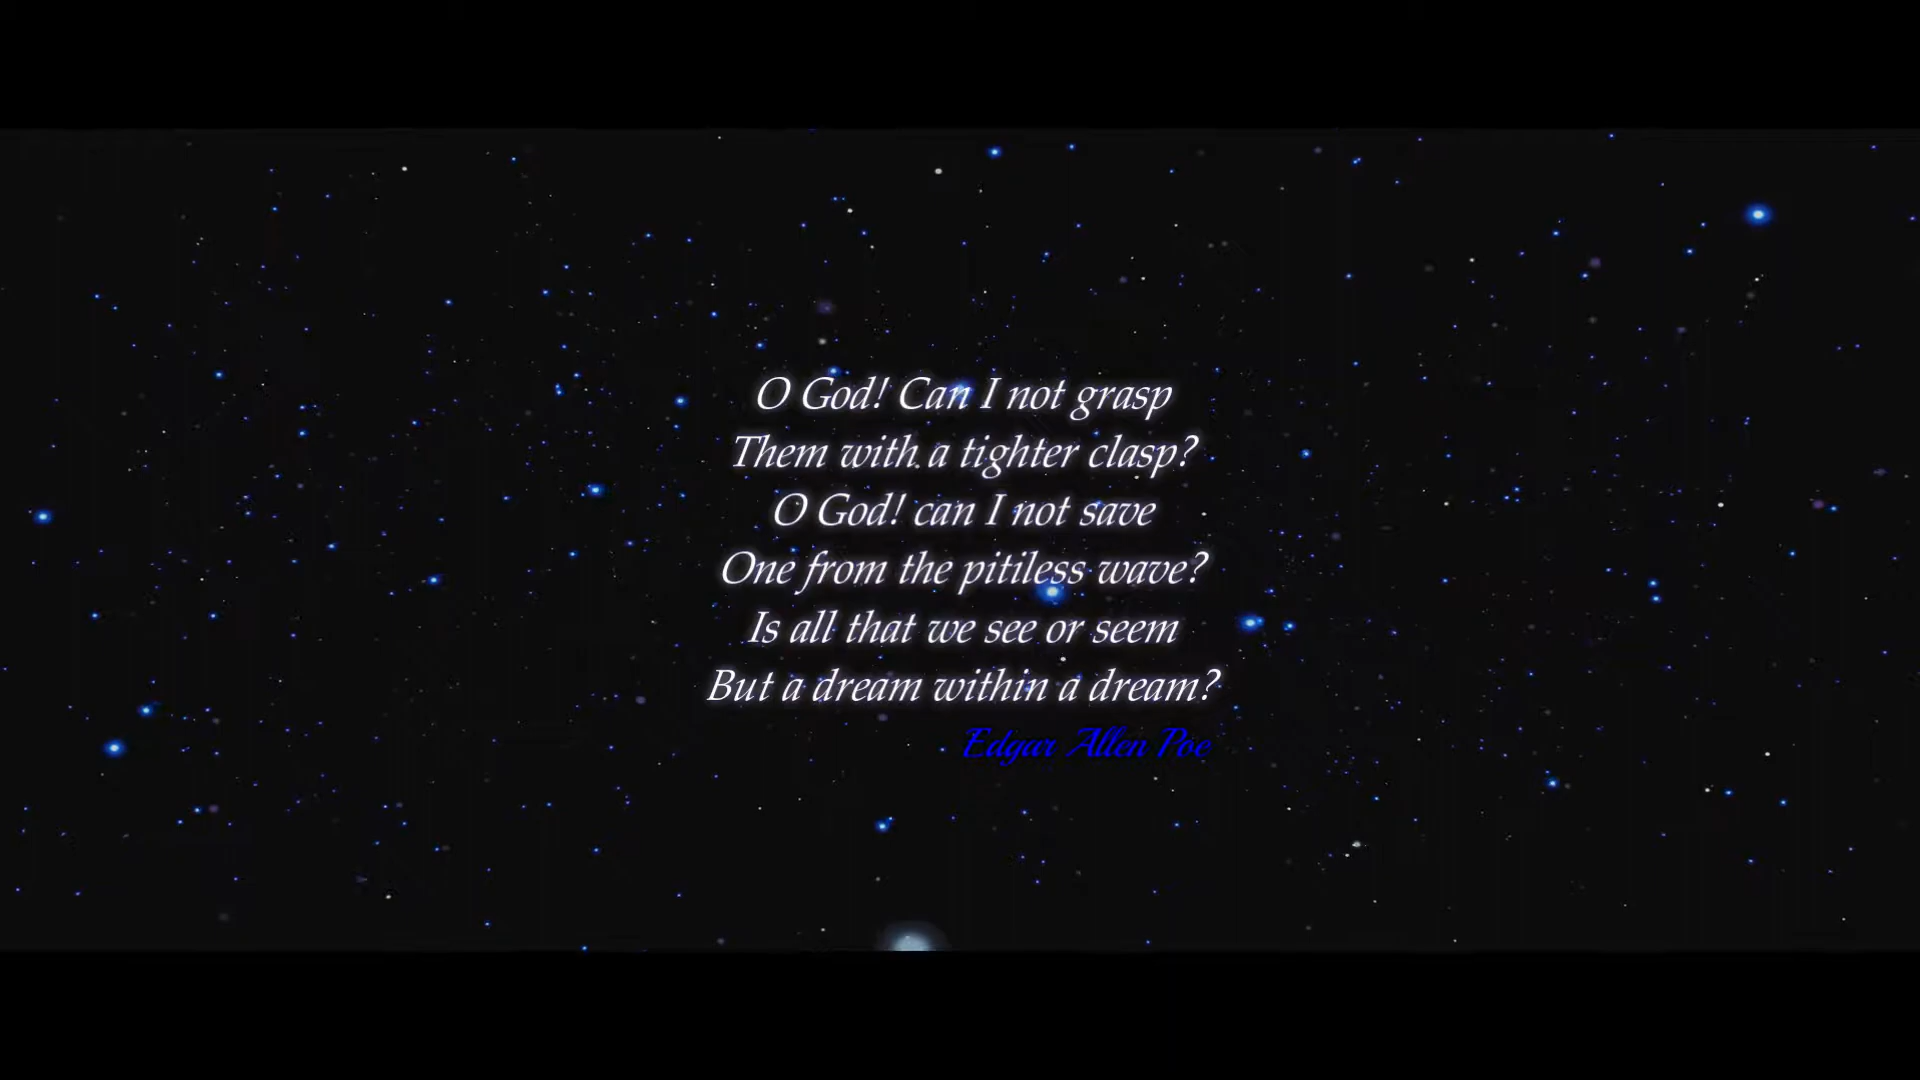 O God! Can I not grasp
Them with a tighter clasp?
O God! can I not save
One from the pitiless wave?
Is all that we see or seem
But a dream within a dream?
Edgar Allen Poe